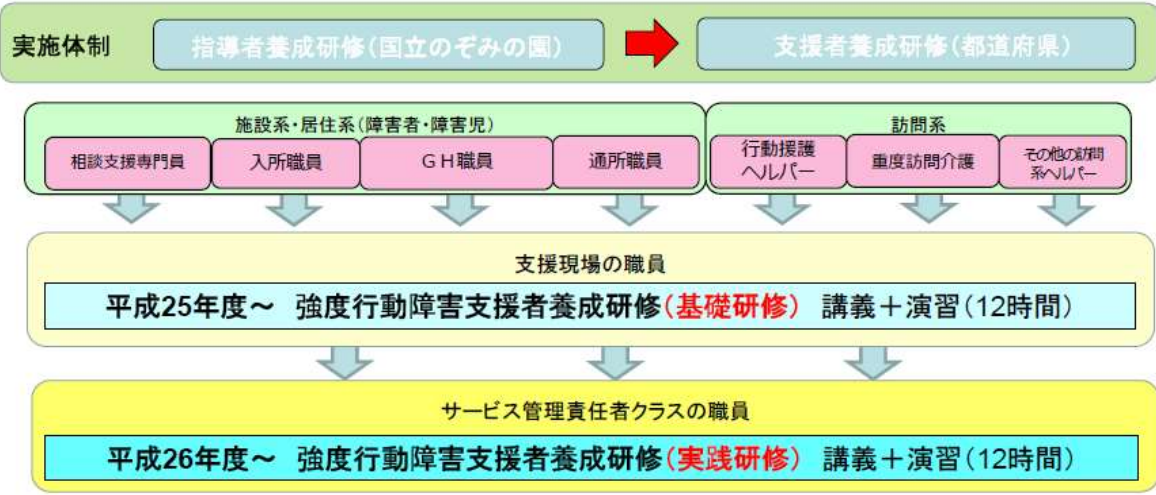 実施体制
指導者養成研修(国立のぞみの園)
支援者養成研修(都道府県)
施設系・居住系(障害者・障害児)
訪問系
相談支援専門員
入所職員
GH職員
通所職員
行動援護
ヘルパー
重度訪問介護
その他の訪問
系ヘルパー
支援現場の職員
平成25年度～ 強度行動障害支援者養成研修(基礎研修) 講義+演習(12時間)
サービス管理責任者クラスの職員
平成26年度～ 強度行動障害支援者養成研修(実践研修) 講義+演習(12時間)